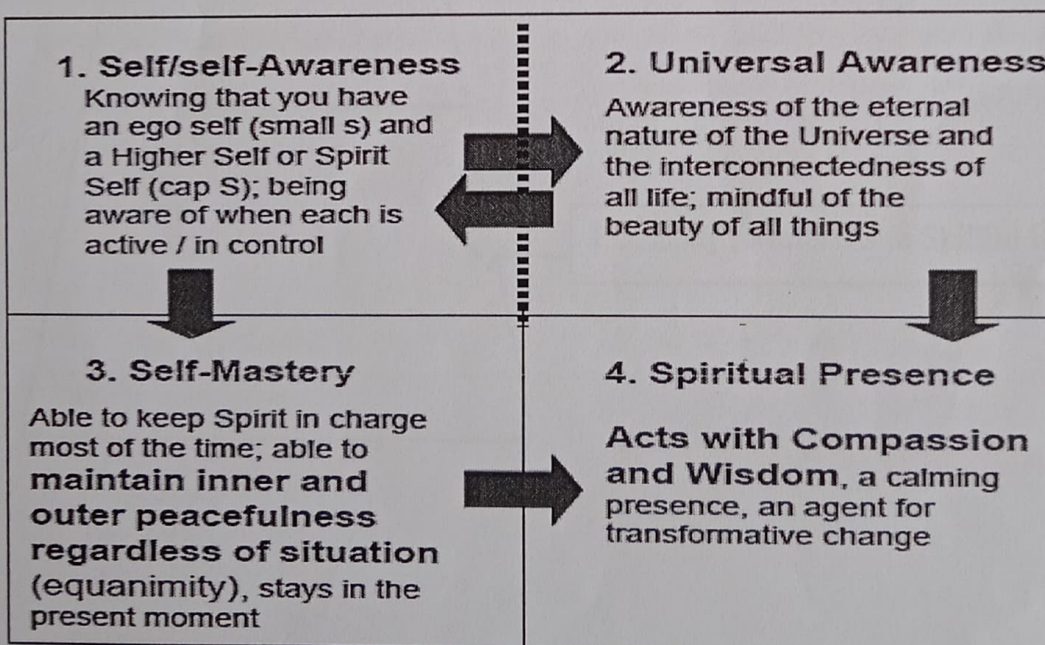 1. Self/self-Awareness
Knowing that you have
an ego self (small s) and
a Higher Self or Spirit
Self (cap S); being
aware of when each is
active / in control
2. Universal Awareness
Awareness of the eternal
nature of the Universe and
the interconnectedness of
all life; mindful of the
beauty of all things
3. Self-Mastery
Able to keep Spirit in charge
most of the time; able to
maintain inner and
outer peacefulness
regardless of situation
(equanimity), stays in the
present moment
4. Spiritual Presence
Acts with Compassion
and Wisdom, a calming
presence, an agent for
transformative change